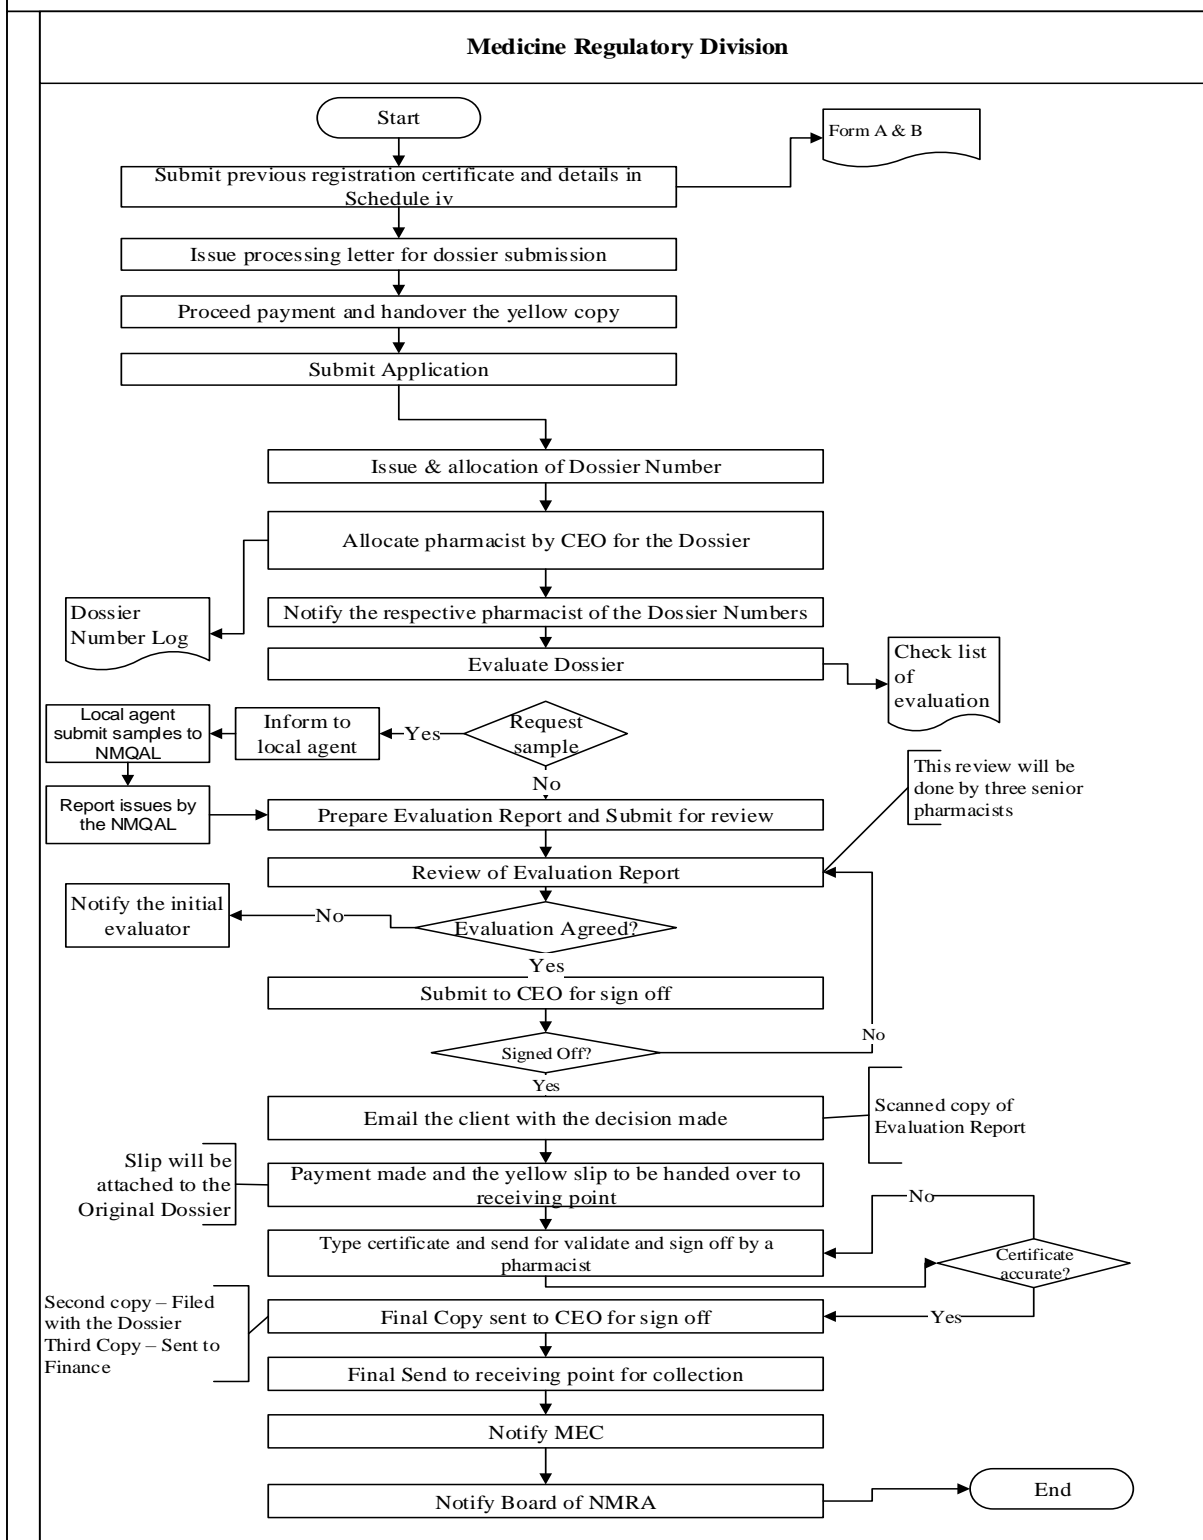 Medicine Regulatory Division
Start
Form A & B
Submit previous registration certificate and details in
Schedule iv
Issue processing letter for dossier submission
Proceed payment and handover the yellow copy
Submit Application
Issue & allocation of Dossier Number
Allocate pharmacist by CEO for the Dossier
Dossier
Number Log
Notify the respective pharmacist of the Dossier Numbers
Evaluate Dossier
Check list
of
evaluation
Request
sample
Yes
Inform to
local agent
Local agent
submit samples to
NMQAL
Report issues by
the NMQAL
No
Prepare Evaluation Report and Submit for review
This review will be
done by three senior
pharmacists
Review of Evaluation Report
Evaluation Agreed?
No
Notify the initial
evaluator
Yes
Submit to CEO for sign off
Signed Off?
No
Yes
Email the client with the decision made
Scanned copy of
Evaluation Report
Slip will be
attached to the
Original Dossier
Payment made and the yellow slip to be handed over to
receiving point
No
Type certificate and send for validate and sign off by a
pharmacist
Certificate
accurate?
Yes
Second copy – Filed
with the Dossier
Third Copy – Sent to
Finance
Final Copy sent to CEO for sign off
Final Send to receiving point for collection
Notify MEC
Notify Board of NMRA
End